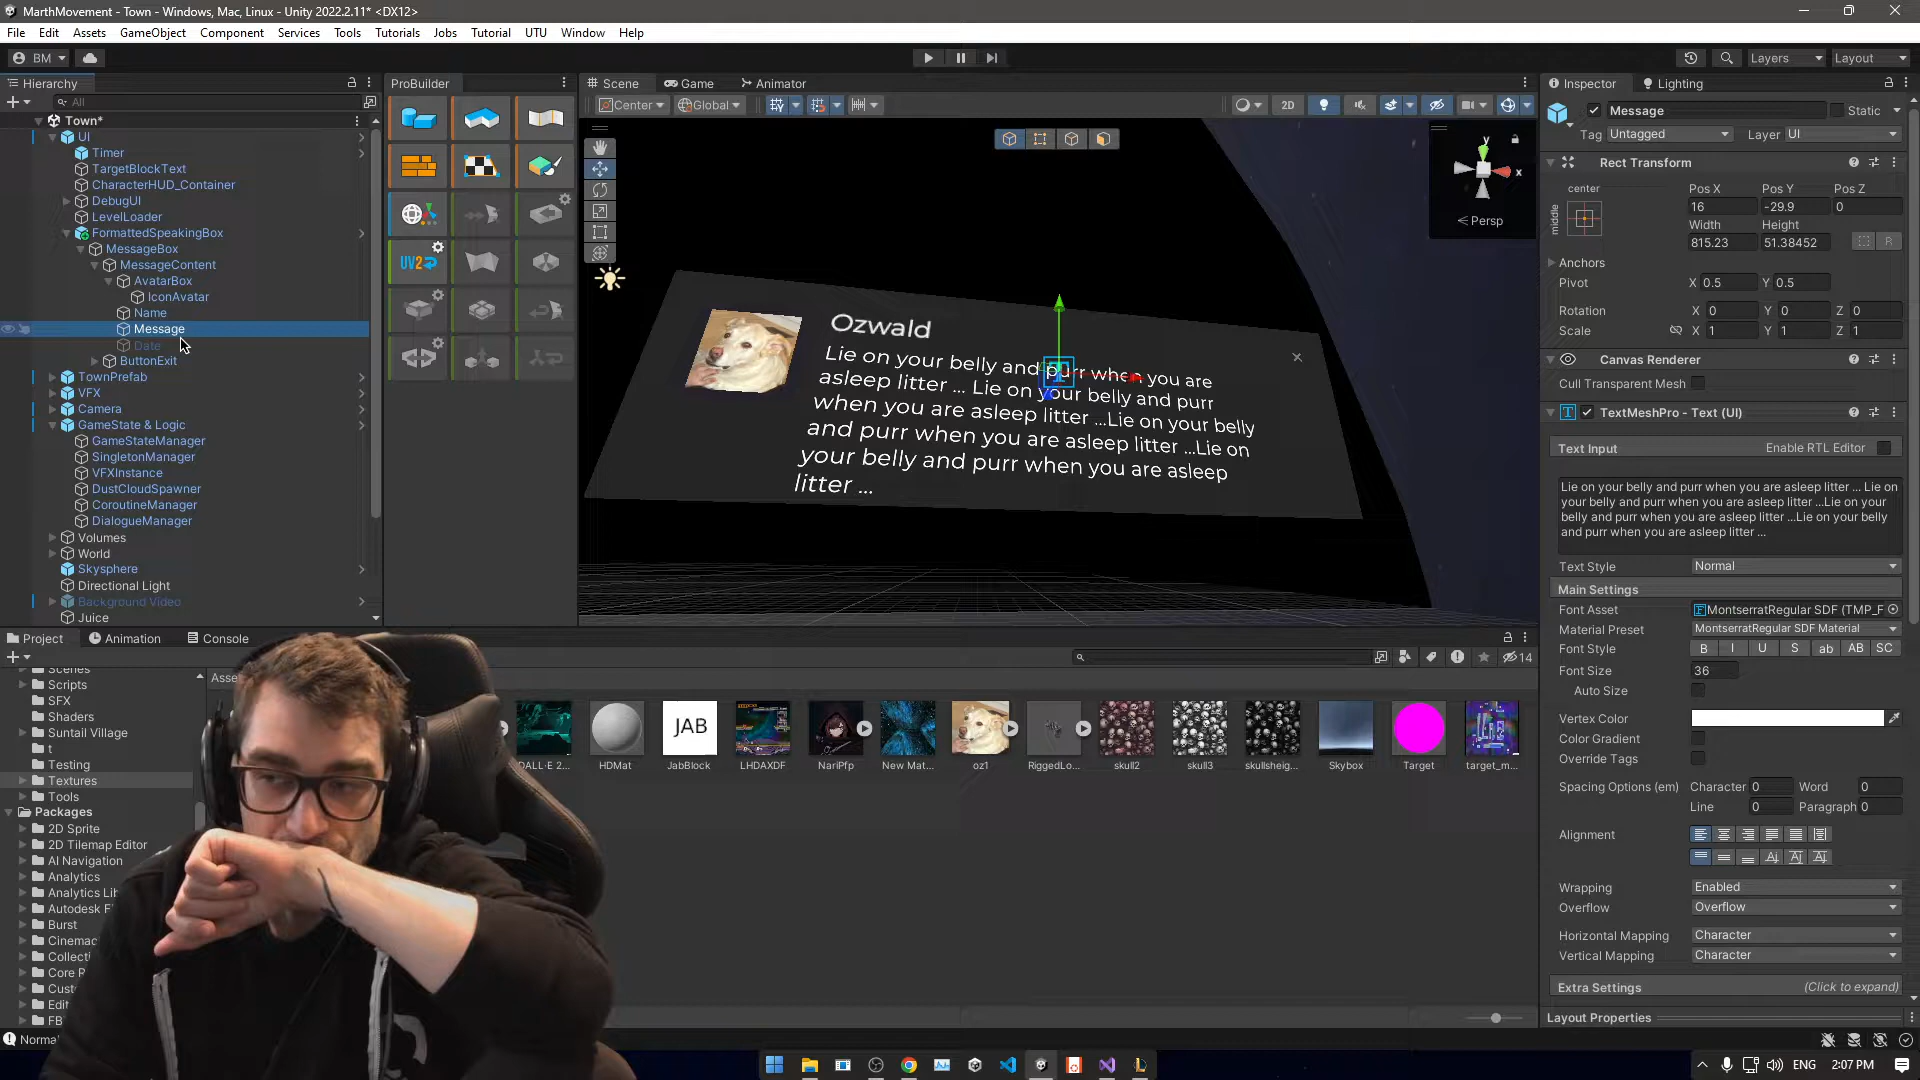 MarthMovement - Town - Windows, Mac, Linux - Unity 2022.2.11* <DX12>
File Edit Assets GameObject Component Services Tools Tutorials Jobs Tutorial UTU Window Help
BM
Layers
Layout
Hierarchy
All
Town*
UI
Timer
TargetBlockText
CharacterHUD_Container
DebugUI
LevelLoader
FormattedSpeakingBox
MessageBox
MessageContent
AvatarBox
IconAvatar
Name
Message
Date
ButtonExit
TownPrefab
VFX
Camera
GameState & Logic
GameStateManager
SingletonManager
VFXInstance
DustCloudSpawner
CoroutineManager
DialogueManager
Volumes
World
Skysphere
Directional Light
Background Video
Juice
ProBuilder
UV2
Scene Game Animator
Center Global
2D
y
x
Persp
Ozwald
Lie on your belly and purr when you are
asleep litter ... Lie on your belly and purr
when you are asleep litter ...Lie on your belly
and purr when you are asleep litter ...Lie on
your belly and purr when you are asleep
litter ...
Inspector Lighting
Message
Static
Tag Untagged Layer UI
Rect Transform
center
middle
Pos X Pos Y Pos Z
16 -29.9 0
Width Height
815.23 51.38452
R
Anchors
Pivot X 0.5 Y 0.5
Rotation X 0 Y 0 Z 0
Scale X 1 Y 1 Z 1
Canvas Renderer
Cull Transparent Mesh
TextMeshPro - Text (UI)
Text Input Enable RTL Editor
Lie on your belly and purr when you are asleep litter ... Lie on
your belly and purr when you are asleep litter ...Lie on your
belly and purr when you are asleep litter ...Lie on your belly
and purr when you are asleep litter ...
Text Style Normal
Main Settings
Font Asset MontserratRegular SDF (TMP_F
Material Preset MontserratRegular SDF Material
Font Style B I U S ab AB SC
Font Size 36
Auto Size
Vertex Color
Color Gradient
Override Tags
Spacing Options (em) Character 0 Word 0
Line 0 Paragraph 0
Alignment
Wrapping Enabled
Overflow Overflow
Horizontal Mapping Character
Vertical Mapping Character
Extra Settings (Click to expand)
Layout Properties
Project Animation Console
14
Scenes
Scripts
SFX
Shaders
Suntail Village
t
Testing
Textures
Tools
Packages
2D Sprite
2D Tilemap Editor
AI Navigation
Analytics
Analytics Lib
Autodesk F
Burst
Cinemac
Collecti
Core R
Cust
Edit
FB
Asse
JAB
DALL·E 2...
HDMat
JabBlock
LHDAXDF
NariPfp
New Mat...
oz1
RiggedLo...
skull2
skull3
skullsheig...
Skybox
Target
target_m...
Norma
ENG
2:07 PM